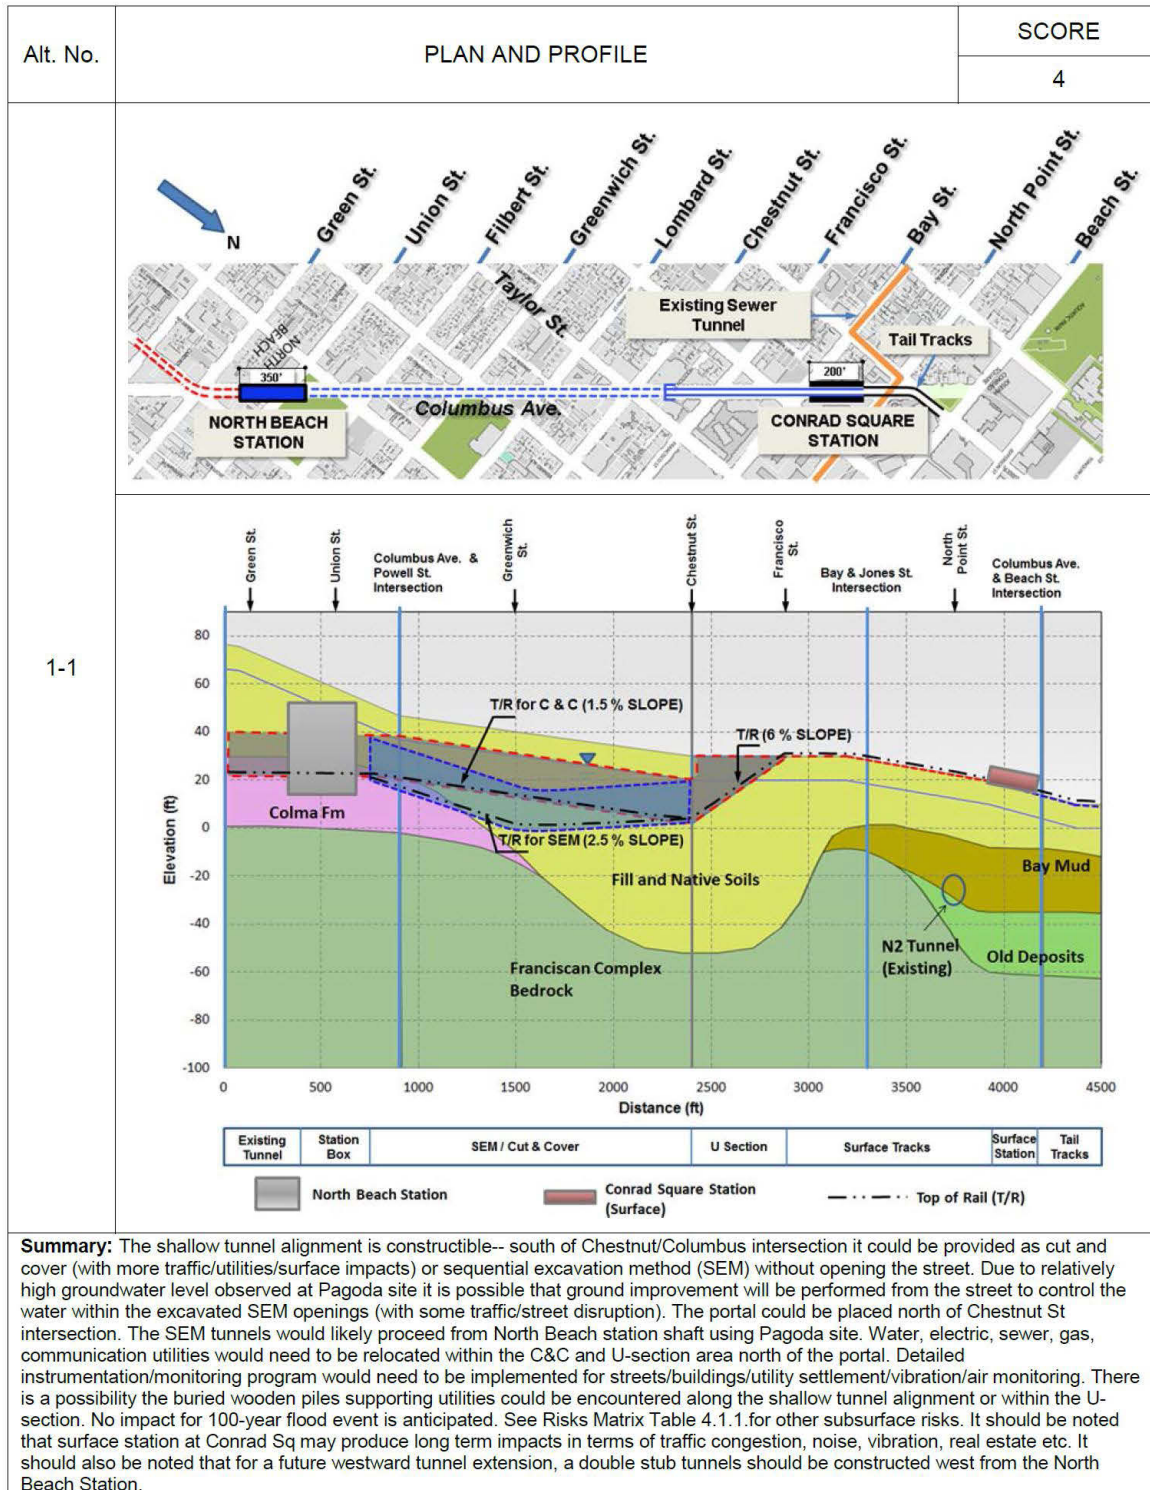 Alt. No.
PLAN AND PROFILE
SCORE
4
1-1
N
Green St.
Union St.
Filbert St.
Greenwich St.
Lombard St.
Chestnut St.
Francisco St.
Bay St.
North Point St.
Beach St.
Taylor St.
Existing Sewer
Tunnel
Tail Tracks
NORTH
BEACH
350'
200'
Columbus Ave.
NORTH BEACH
STATION
CONRAD SQUARE
STATION
Green St.
Union St.
Columbus Ave. &
Powell St.
Intersection
Greenwich
St.
Chestnut St.
Francisco
St.
Bay & Jones St.
Intersection
North
Point St.
Columbus Ave.
& Beach St.
Intersection
80
60
40
20
0
-20
-40
-60
-80
-100
Elevation (ft)
T/R for C & C (1.5 % SLOPE)
T/R (6 % SLOPE)
Colma Fm
T/R for SEM (2.5 % SLOPE)
Fill and Native Soils
Bay Mud
N2 Tunnel
(Existing)
Old Deposits
Franciscan Complex
Bedrock
0 500 1000 1500 2000 2500 3000 3500 4000 4500
Distance (ft)
Existing
Tunnel
Station
Box
SEM / Cut & Cover
U Section
Surface Tracks
Surface
Station
Tail
Tracks
North Beach Station
Conrad Square Station
(Surface)
Top of Rail (T/R)
Summary: The shallow tunnel alignment is constructible-- south of Chestnut/Columbus intersection it could be provided as cut and
cover (with more traffic/utilities/surface impacts) or sequential excavation method (SEM) without opening the street. Due to relatively
high groundwater level observed at Pagoda site it is possible that ground improvement will be performed from the street to control the
water within the excavated SEM openings (with some traffic/street disruption). The portal could be placed north of Chestnut St
intersection. The SEM tunnels would likely proceed from North Beach station shaft using Pagoda site. Water, electric, sewer, gas,
communication utilities would need to be relocated within the C&C and U-section area north of the portal. Detailed
instrumentation/monitoring program would need to be implemented for streets/buildings/utility settlement/vibration/air monitoring. There
is a possibility the buried wooden piles supporting utilities could be encountered along the shallow tunnel alignment or within the U-
section. No impact for 100-year flood event is anticipated. See Risks Matrix Table 4.1.1.for other subsurface risks. It should be noted
that surface station at Conrad Sq may produce long term impacts in terms of traffic congestion, noise, vibration, real estate etc. It
should also be noted that for a future westward tunnel extension, a double stub tunnels should be constructed west from the North
Beach Station.